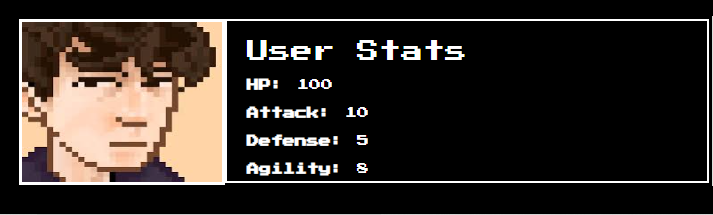 User Stats
HP: 100
Attack: 10
Defense: 5
Agility: 8